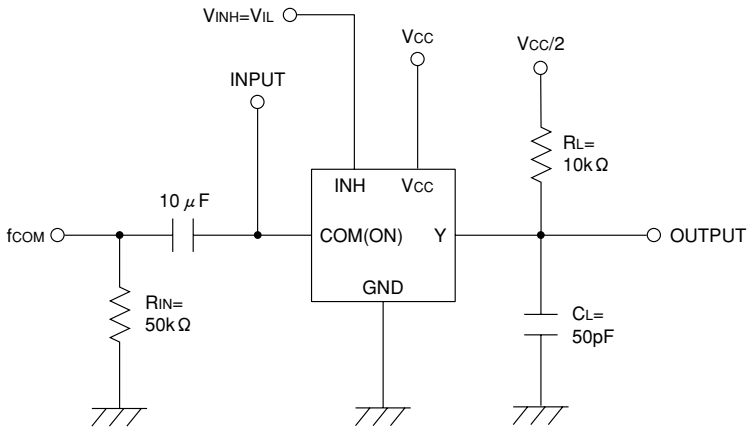 VINH=VIL
VCC
VCC/2
INPUT
RL=
10kΩ
INH
VCC
10 μF
fCOM
COM(ON)
Y
OUTPUT
GND
RIN=
50kΩ
CL=
50pF